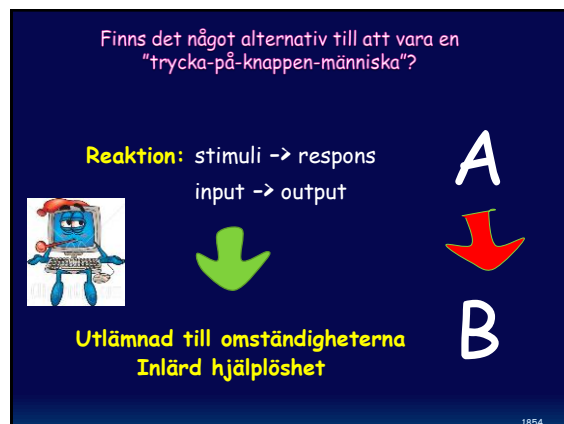 Finns det något alternativ till att vara en
”trycka-på-knappen-människa”?
Reaktion: stimuli –> respons
input –> output
A
B
Utlämnad till omständigheterna
Inlärd hjälplöshet
1854